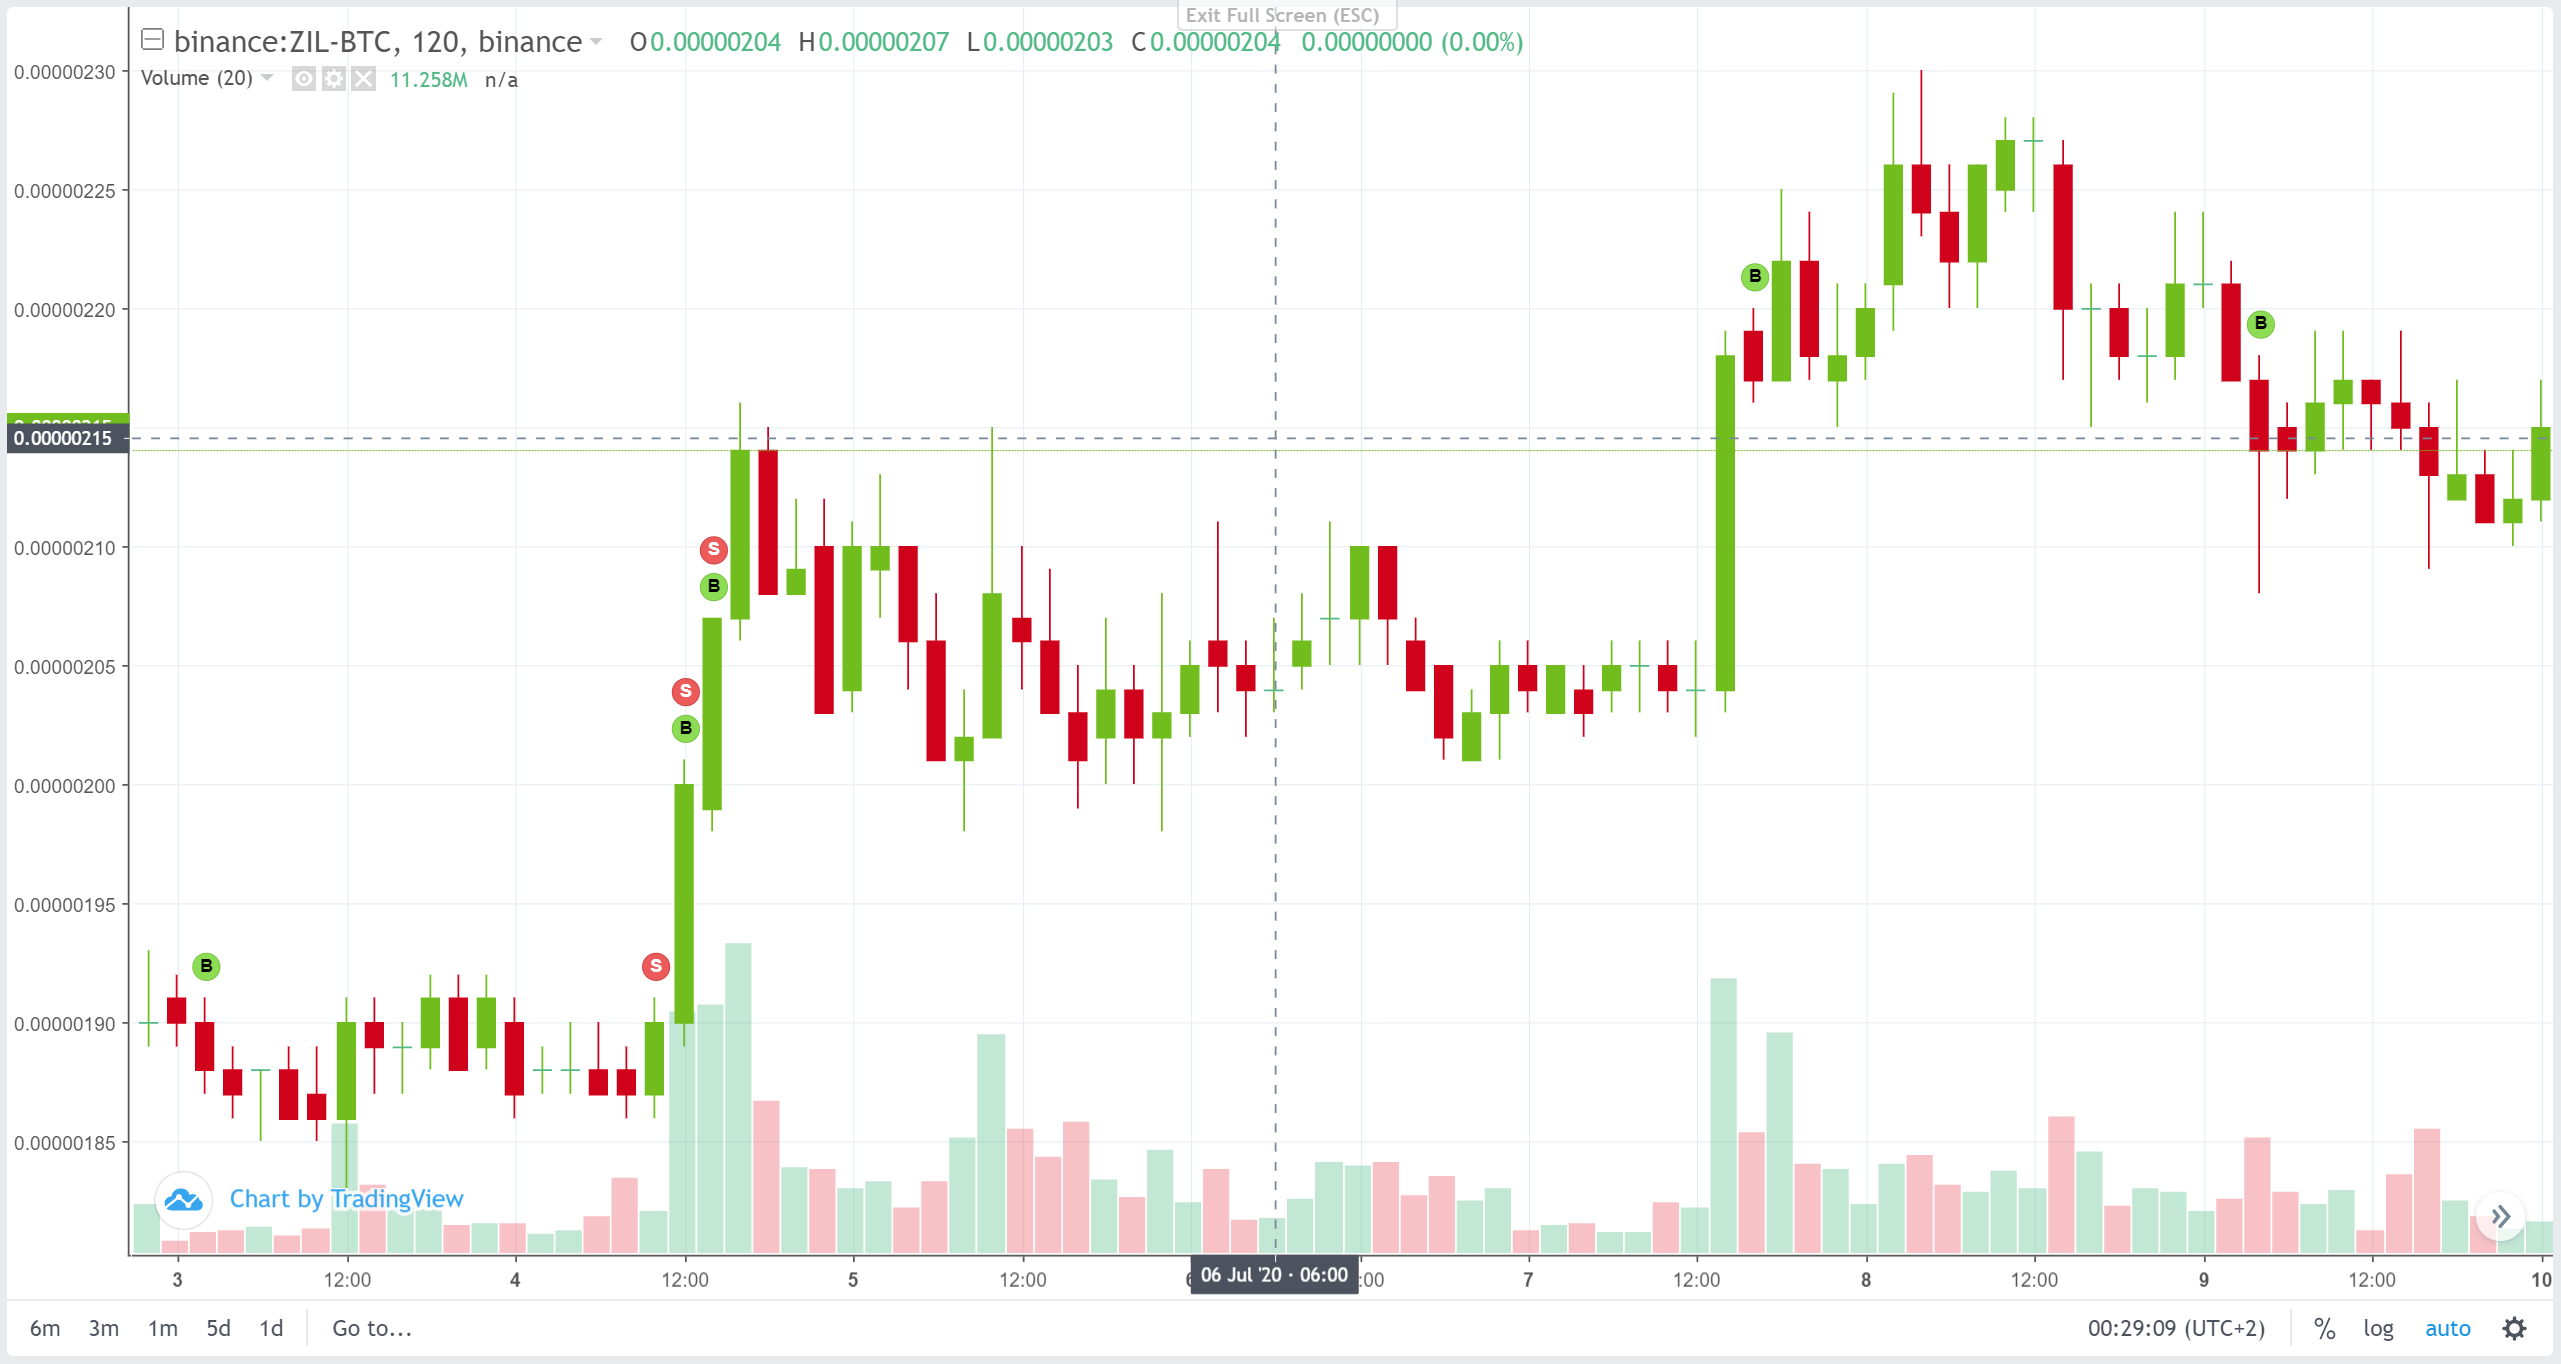 Exit Full Screen (ESC)
binance:ZIL-BTC, 120, binance O0.00000204 H0.00000207 L0.00000203 C0.00000204 0.00000000 (0.00%)
Volume (20) 11.258M n/a
0.00000230
0.00000225
0.00000220
0.00000215
0.00000210
0.00000205
0.00000200
0.00000195
0.00000190
0.00000185
B
B
S
B
S
B
B
S
Chart by TradingView
3 12:00 4 12:00 5 12:00 06 Jul '20 · 06:00 :00 7 12:00 8 12:00 9 12:00 10
6m 3m 1m 5d 1d Go to... 00:29:09 (UTC+2) % log auto